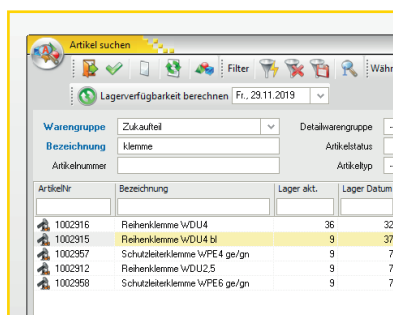 Artikel suchen
Filter Währ
Lagerverfügbarkeit berechnen Fr., 29.11.2019
Warengruppe Zukaufteil Detailwarengruppe
Bezeichnung klemme Artikelstatus
Artikelnummer Artikeltyp
ArtikelNr Bezeichnung Lager akt. Lager Datum
1002916 Reihenklemme WDU4 36 32
1002915 Reihenklemme WDU4 bl 9 37
1002957 Schutzleiterklemme WPE4 ge/gn 9 7
1002912 Reihenklemme WDU2,5 9 7
1002958 Schutzleiterklemme WPE6 ge/gn 9 7